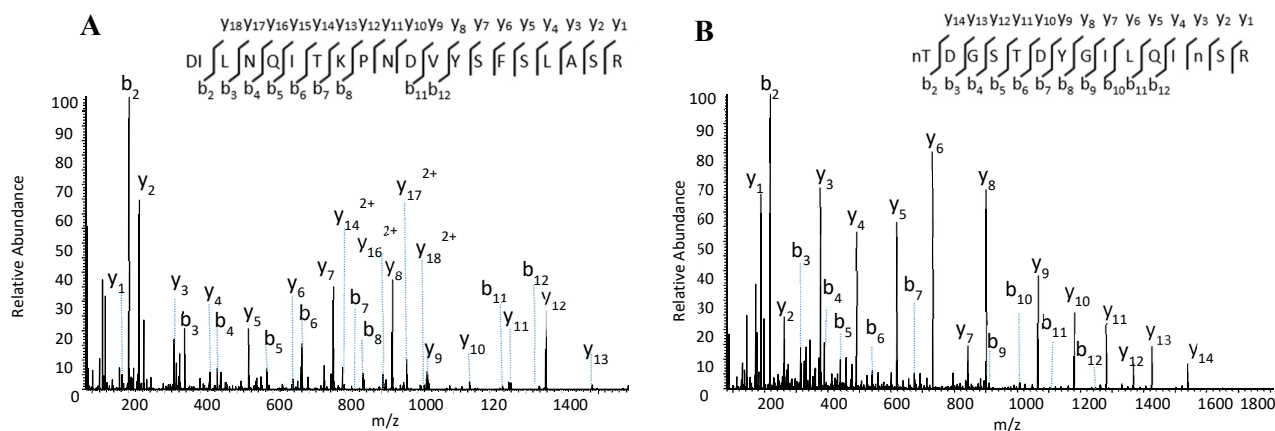 A
y18 y17 y16 y15 y14 y13 y12 y11 y10 y9 y8 y7 y6 y5 y4 y3 y2 y1
DI L N Q I T K P N D V Y S F S L A S R
b2 b3 b4 b5 b6 b7 b8 b11 b12
Relative Abundance
100
90
80
70
60
50
40
30
20
10
0
b2
y2
y1
y3
b3
y4
b4
y5
b5
y6
b6
y7
y14 2+
b7
b8
y16 2+
y8
y17 2+
y18 2+
y9
y10
b11
y11
b12
y12
y13
200 400 600 800 1000 1200 1400
m/z
B
y14 y13 y12 y11 y10 y9 y8 y7 y6 y5 y4 y3 y2 y1
nT D G S T D Y G I L Q I n S R
b2 b3 b4 b5 b6 b7 b8 b9 b10 b11 b12
Relative Abundance
100
90
80
70
60
50
40
30
20
10
0
y1
b2
y2
b3
y3
b4
b5
y4
b6
y5
b7
y6
y7
y8
b9
b10
y9
b11
y10
b12
y11
y12
y13
y14
200 400 600 800 1000 1200 1400 1600 1800
m/z